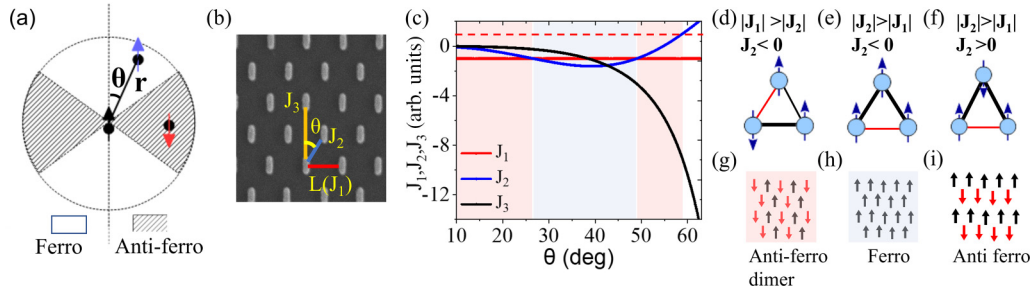 (a)
θ
r
Ferro
Anti-ferro
(b)
J₃
θ
J₂
L(J₁)
(c)
J₁,J₂,J₃ (arb. units)
0
-4
-8
-12
J₁
J₂
J₃
10 20 30 40 50 60
θ (deg)
(d) (e) (f)
|J₁| >|J₂|
J₂< 0
|J₂|>|J₁|
J₂< 0
|J₂|>|J₁|
J₂ >0
(g) (h) (i)
Anti-ferro
dimer
Ferro
Anti ferro